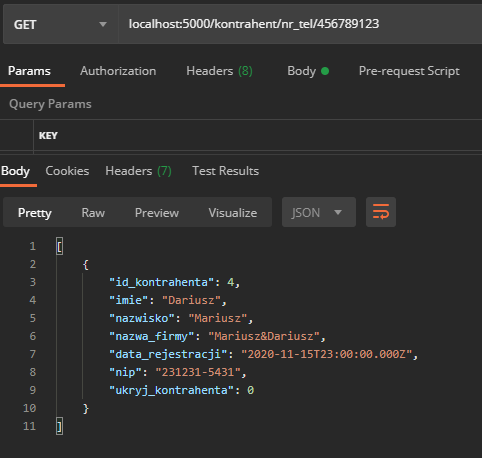 GET localhost:5000/kontrahent/nr_tel/456789123
Params Authorization Headers (8) Body Pre-request Script
Query Params
KEY
Body Cookies Headers (7) Test Results
Pretty Raw Preview Visualize JSON
1 [
2 {
3 "id_kontrahenta": 4,
4 "imie": "Dariusz",
5 "nazwisko": "Mariusz",
6 "nazwa_firmy": "Mariusz&Dariusz",
7 "data_rejestracji": "2020-11-15T23:00:00.000Z",
8 "nip": "231231-5431",
9 "ukryj_kontrahenta": 0
10 }
11 ]